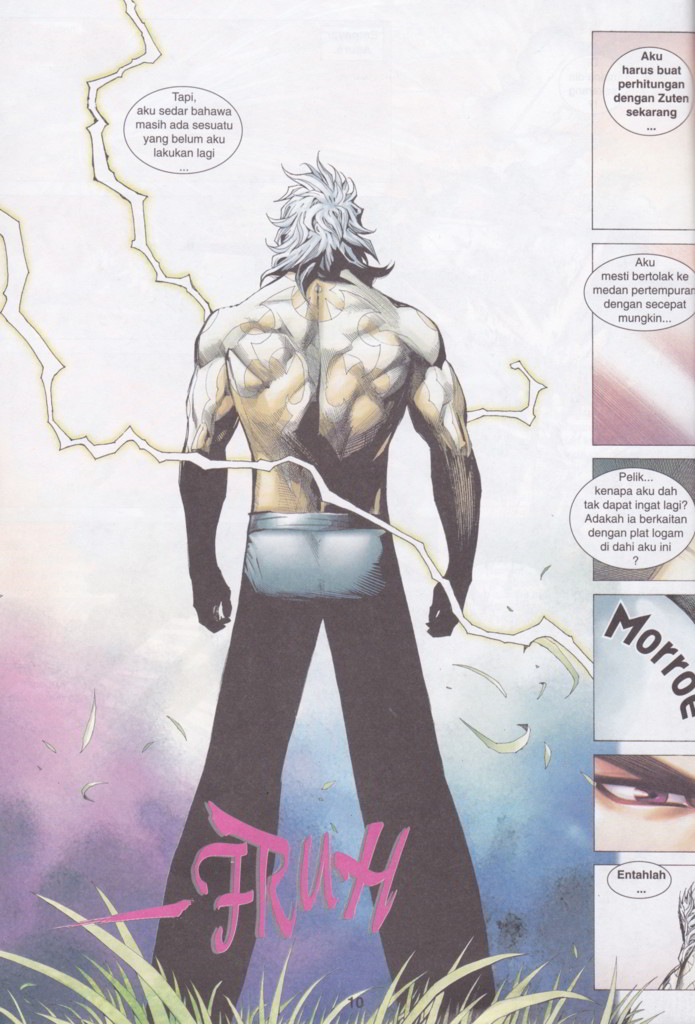 Tapi,
aku sedar bahawa
masih ada sesuatu
yang belum aku
lakukan lagi
...
Aku
harus buat
perhitungan
dengan Zuten
sekarang
...
Aku
mesti bertolak ke
medan pertempuran
dengan secepat
mungkin...
Pelik...
kenapa aku dah
tak dapat ingat lagi?
Adakah ia berkaitan
dengan plat logam
di dahi aku ini
?
Morroe
Entahlah
...
FRUH
10